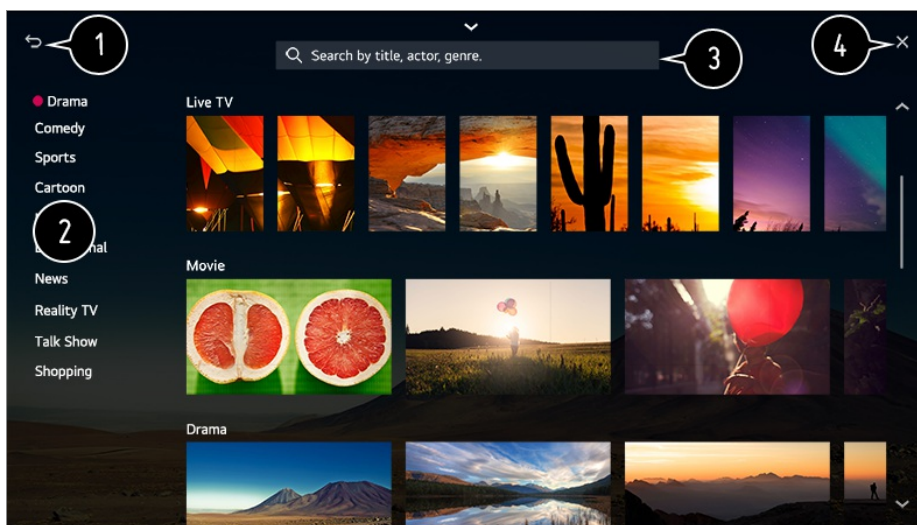 1
3
4
Search by title, actor, genre.
Drama
Live TV
Comedy
Sports
Cartoon
2
News
Movie
Reality TV
Talk Show
Shopping
Drama